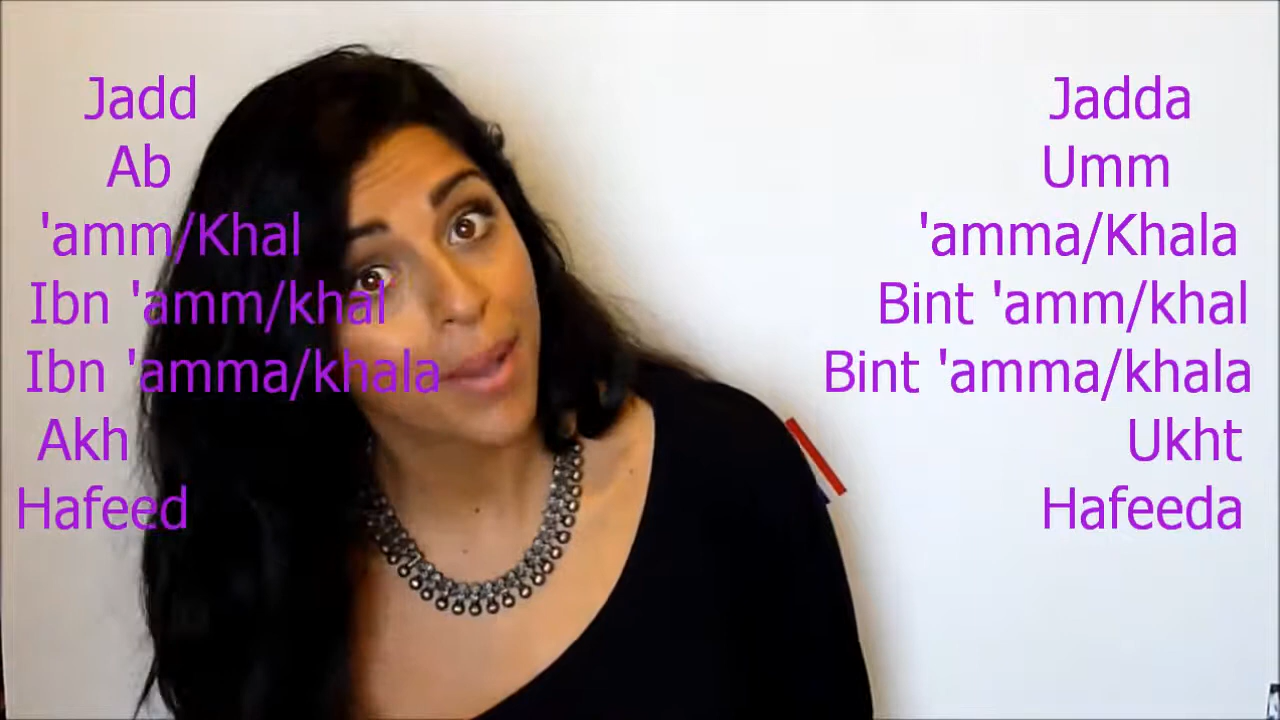 Jadd
Ab
'amm/Khal
Ibn 'amm/khal
Ibn 'amma/khala
Akh
Hafeed
Jadda
Umm
'amma/Khala
Bint 'amm/khal
Bint 'amma/khala
Ukht
Hafeeda